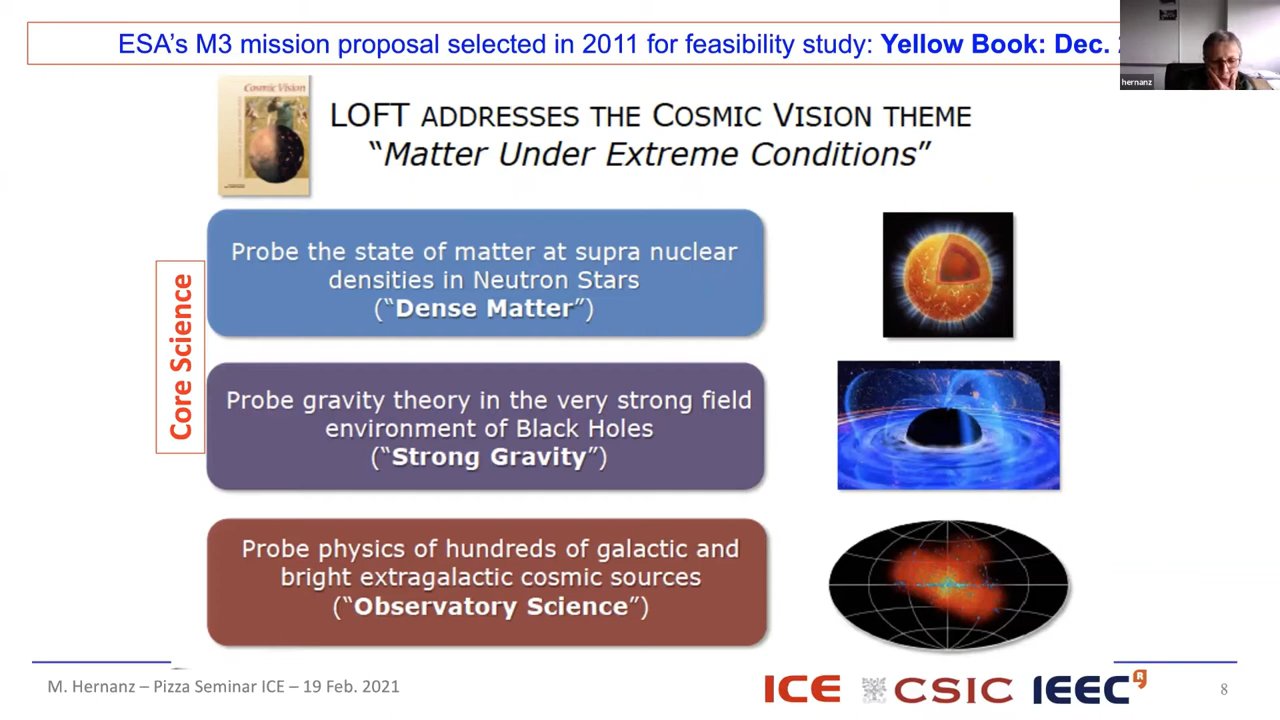 ESA's M3 mission proposal selected in 2011 for feasibility study: Yellow Book: Dec.
hernanz
Cosmic Vision
LOFT ADDRESSES THE COSMIC VISION THEME
“Matter Under Extreme Conditions”
Core Science
Probe the state of matter at supra nuclear
densities in Neutron Stars
(“Dense Matter”)
Probe gravity theory in the very strong field
environment of Black Holes
(“Strong Gravity”)
Probe physics of hundreds of galactic and
bright extragalactic cosmic sources
(“Observatory Science”)
M. Hernanz – Pizza Seminar ICE – 19 Feb. 2021
ICE CSIC IEEC R
8